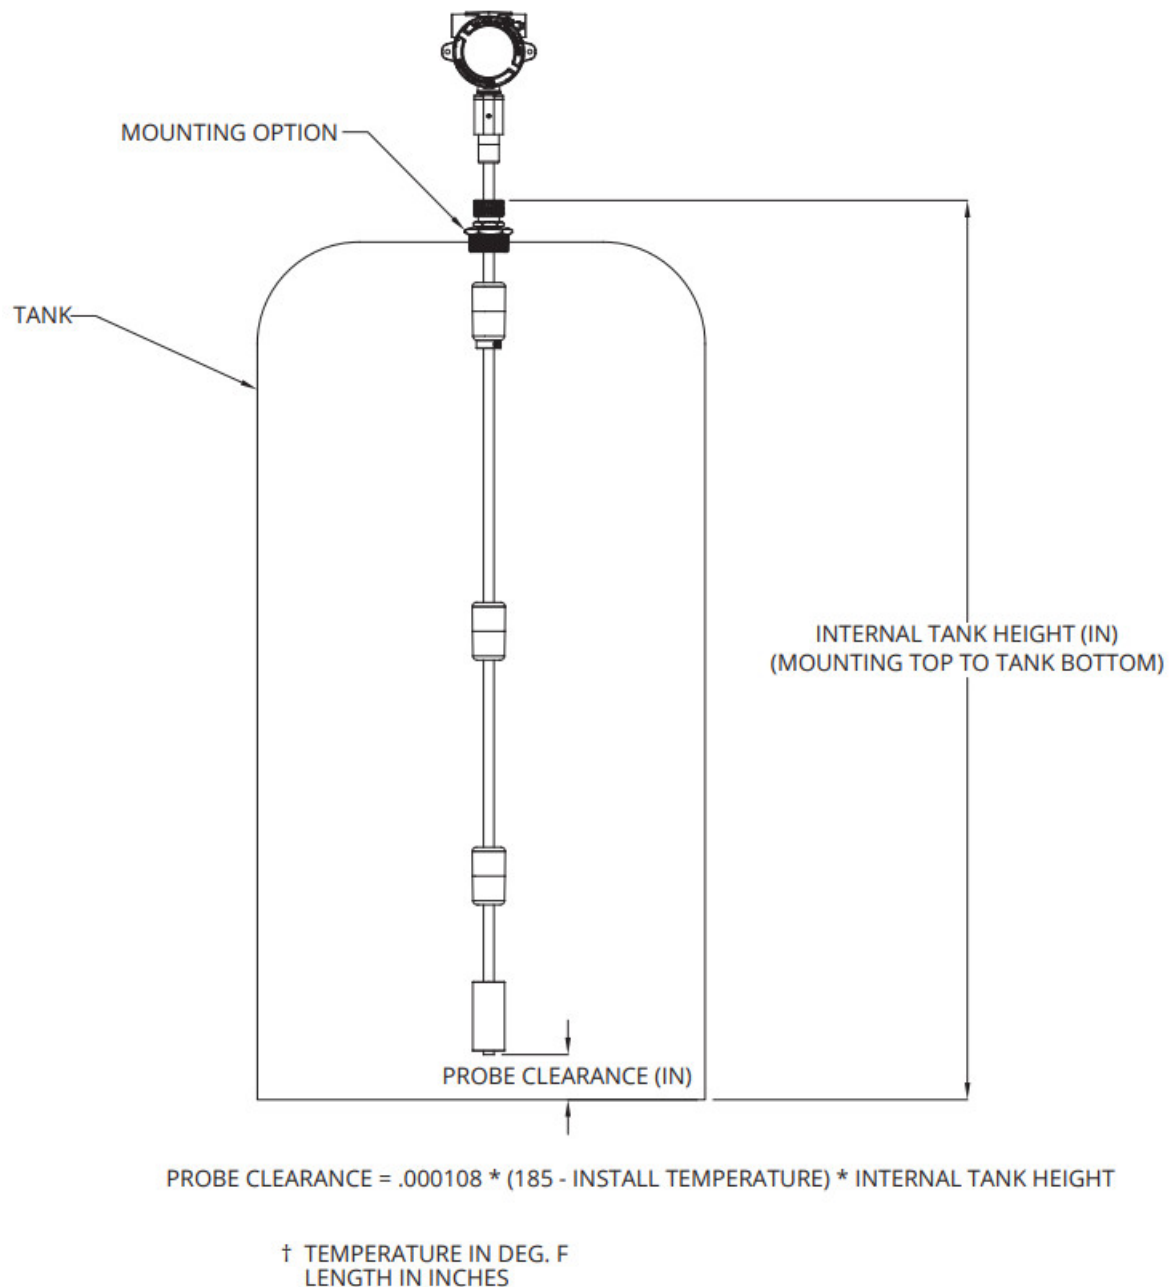 MOUNTING OPTION
TANK
INTERNAL TANK HEIGHT (IN)
(MOUNTING TOP TO TANK BOTTOM)
PROBE CLEARANCE (IN)
PROBE CLEARANCE = .000108 * (185 - INSTALL TEMPERATURE) * INTERNAL TANK HEIGHT
† TEMPERATURE IN DEG. F
LENGTH IN INCHES